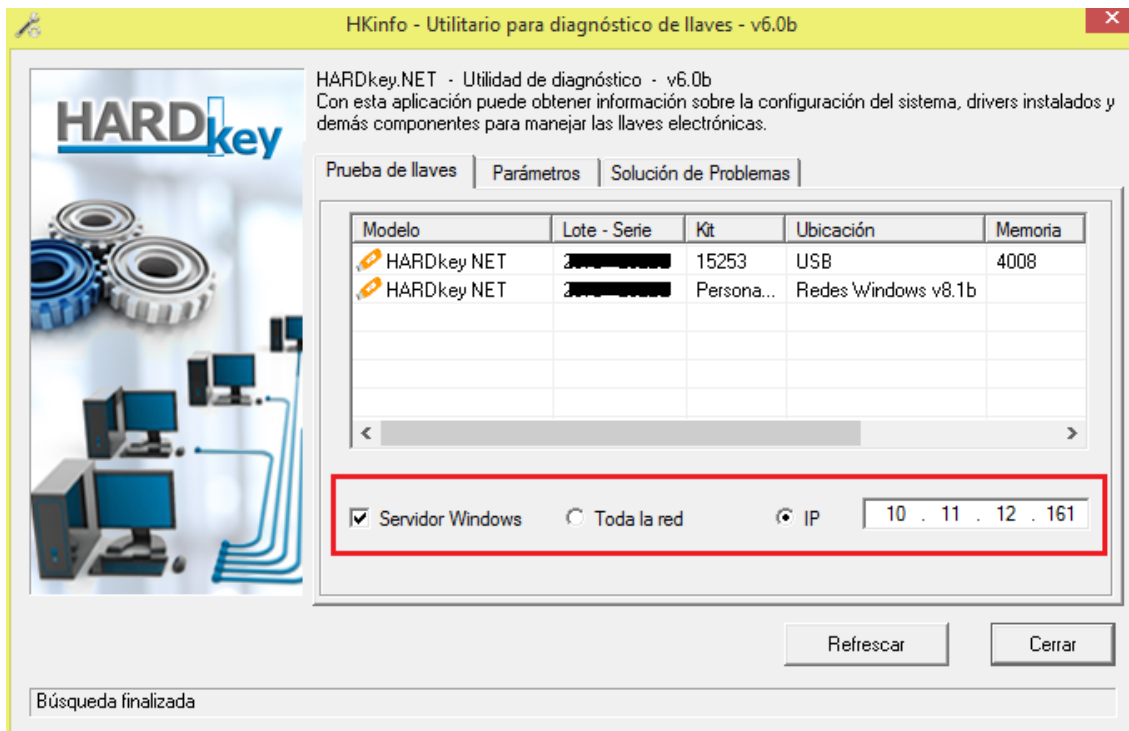 HKinfo - Utilitario para diagnóstico de llaves - v6.0b
HARDkey
HARDkey.NET - Utilidad de diagnóstico - v6.0b
Con esta aplicación puede obtener información sobre la configuración del sistema, drivers instalados y
demás componentes para manejar las llaves electrónicas.
Prueba de llaves Parámetros Solución de Problemas
Modelo Lote - Serie Kit Ubicación Memoria
HARDkey NET 15253 USB 4008
HARDkey NET Persona... Redes Windows v8.1b
Servidor Windows Toda la red IP 10 . 11 . 12 . 161
Refrescar Cerrar
Búsqueda finalizada